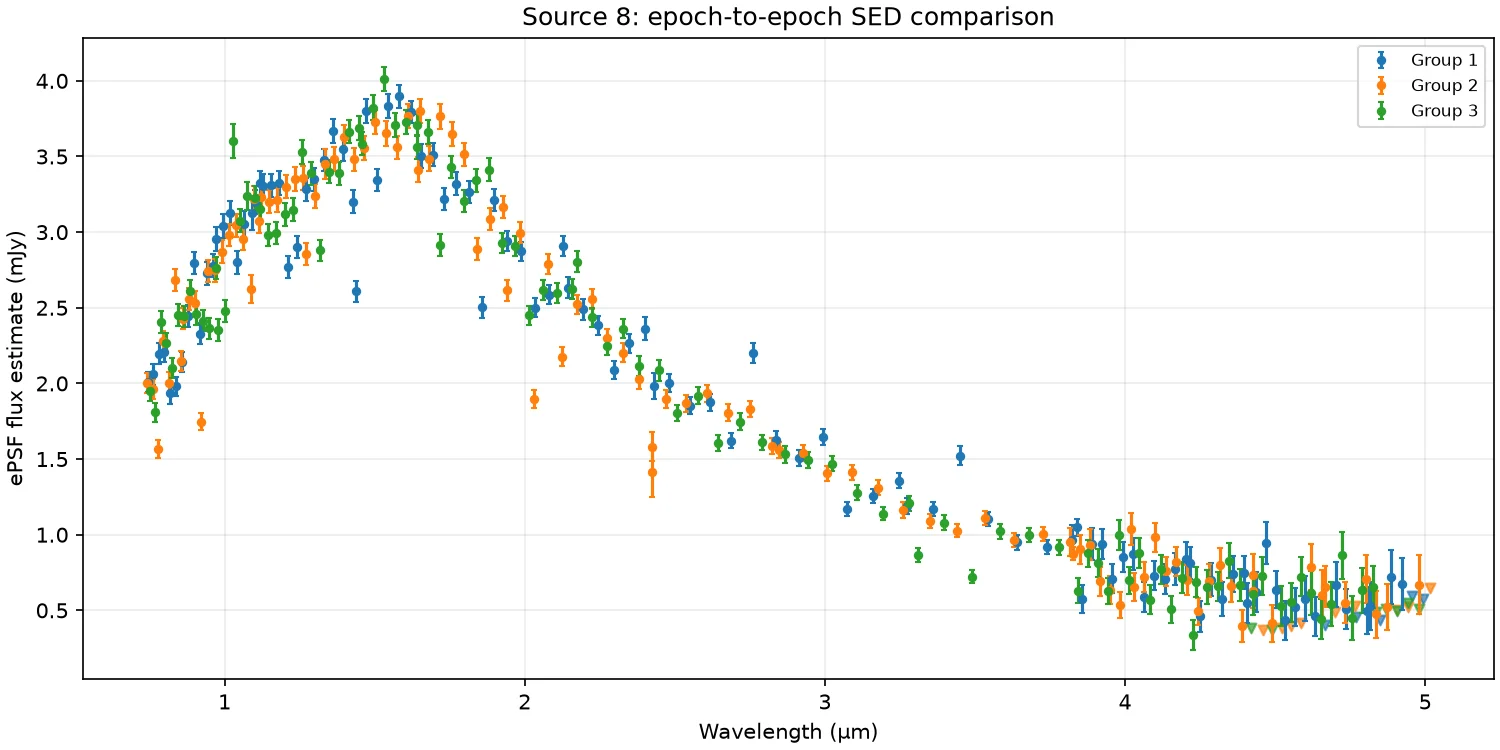 Source 8: epoch-to-epoch SED comparison
Group 1
Group 2
Group 3
ePSF flux estimate (mJy)
4.0
3.5
3.0
2.5
2.0
1.5
1.0
0.5
1
2
3
4
5
Wavelength (μm)